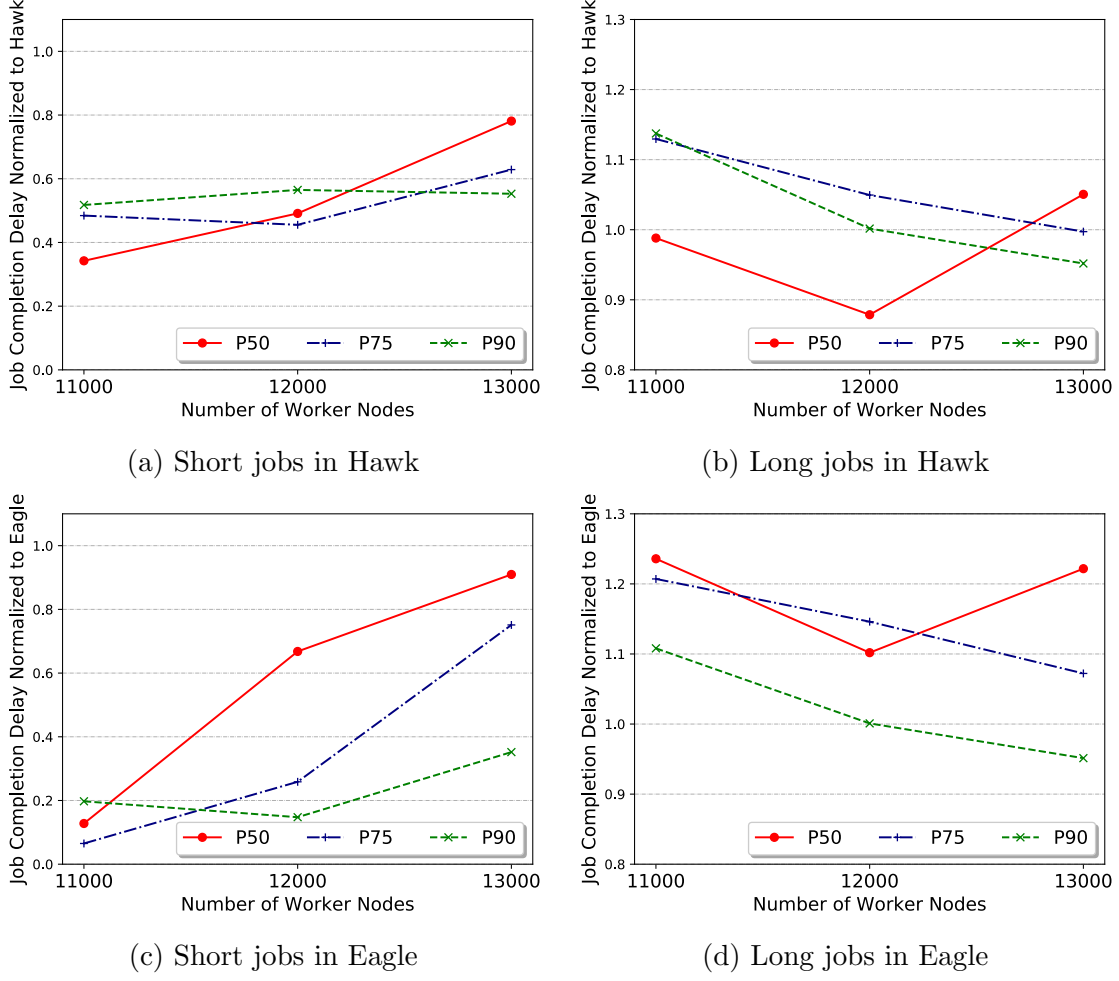 Job Completion Delay Normalized to Hawk
1.0
0.8
0.6
0.4
0.2
0.0
P50 P75 P90
11000 12000 13000
Number of Worker Nodes
(a) Short jobs in Hawk
Job Completion Delay Normalized to Hawk
1.3
1.2
1.1
1.0
0.9
0.8
P50 P75 P90
11000 12000 13000
Number of Worker Nodes
(b) Long jobs in Hawk
Job Completion Delay Normalized to Eagle
1.0
0.8
0.6
0.4
0.2
0.0
P50 P75 P90
11000 12000 13000
Number of Worker Nodes
(c) Short jobs in Eagle
Job Completion Delay Normalized to Eagle
1.3
1.2
1.1
1.0
0.9
0.8
P50 P75 P90
11000 12000 13000
Number of Worker Nodes
(d) Long jobs in Eagle